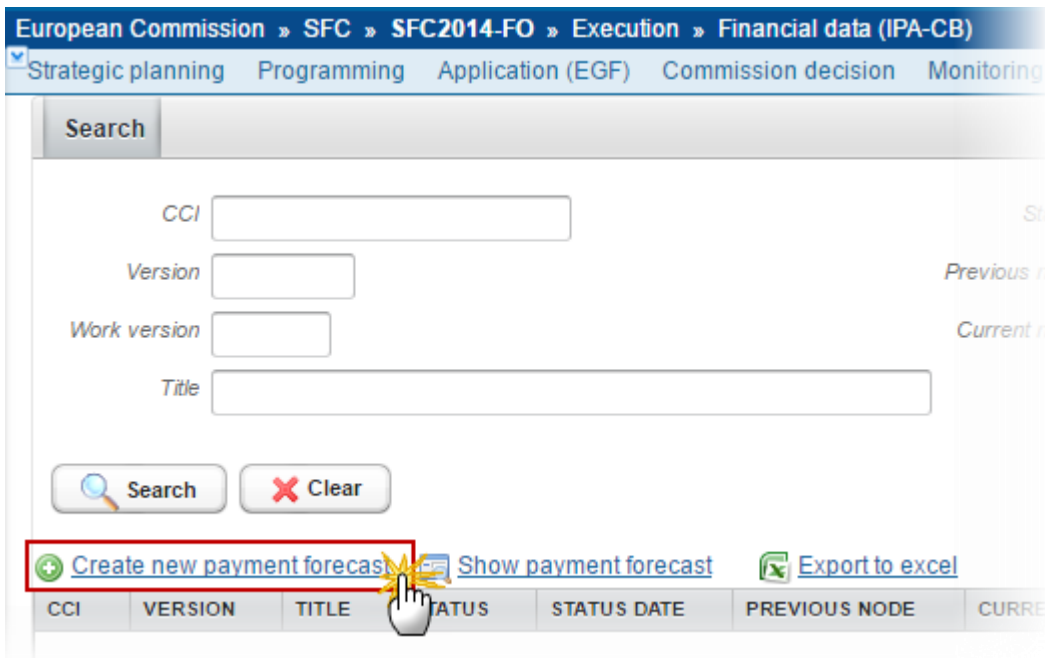 European Commission » SFC » SFC2014-FO » Execution » Financial data (IPA-CB)
Strategic planning Programming Application (EGF) Commission decision Monitoring
Search
CCI
Version Previous
Work version Current
Title
Search Clear
Create new payment forecast Show payment forecast Export to excel
CCI VERSION TITLE STATUS STATUS DATE PREVIOUS NODE